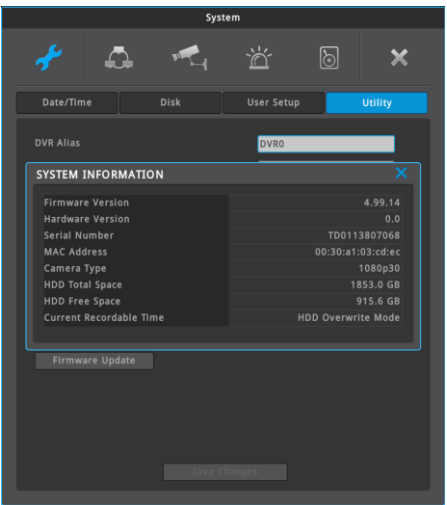 System
Date/Time Disk User Setup Utility
DVR Alias DVR0
SYSTEM INFORMATION
Firmware Version 4.99.14
Hardware Version 0.0
Serial Number TD0113807068
MAC Address 00:30:a1:03:cd:ec
Camera Type 1080p30
HDD Total Space 1853.0 GB
HDD Free Space 915.6 GB
Current Recordable Time HDD Overwrite Mode
Firmware Update
Save Changes